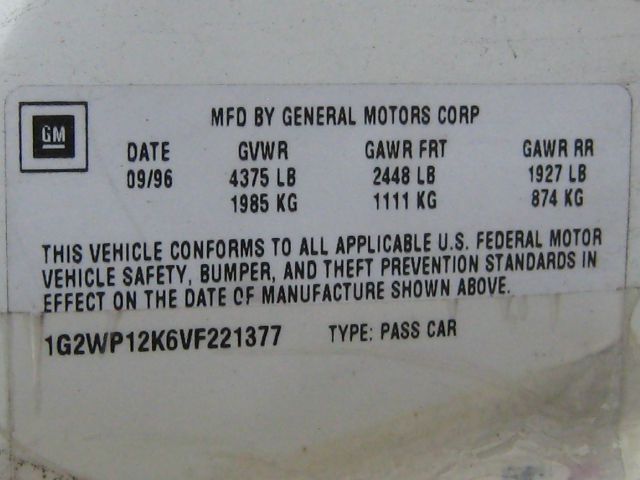 MFD BY GENERAL MOTORS CORP
GM
DATE GVWR GAWR FRT GAWR RR
09/96 4375 LB 2448 LB 1927 LB
1985 KG 1111 KG 874 KG
THIS VEHICLE CONFORMS TO ALL APPLICABLE U.S. FEDERAL MOTOR
VEHICLE SAFETY, BUMPER, AND THEFT PREVENTION STANDARDS IN
EFFECT ON THE DATE OF MANUFACTURE SHOWN ABOVE.
1G2WP12K6VF221377 TYPE: PASS CAR